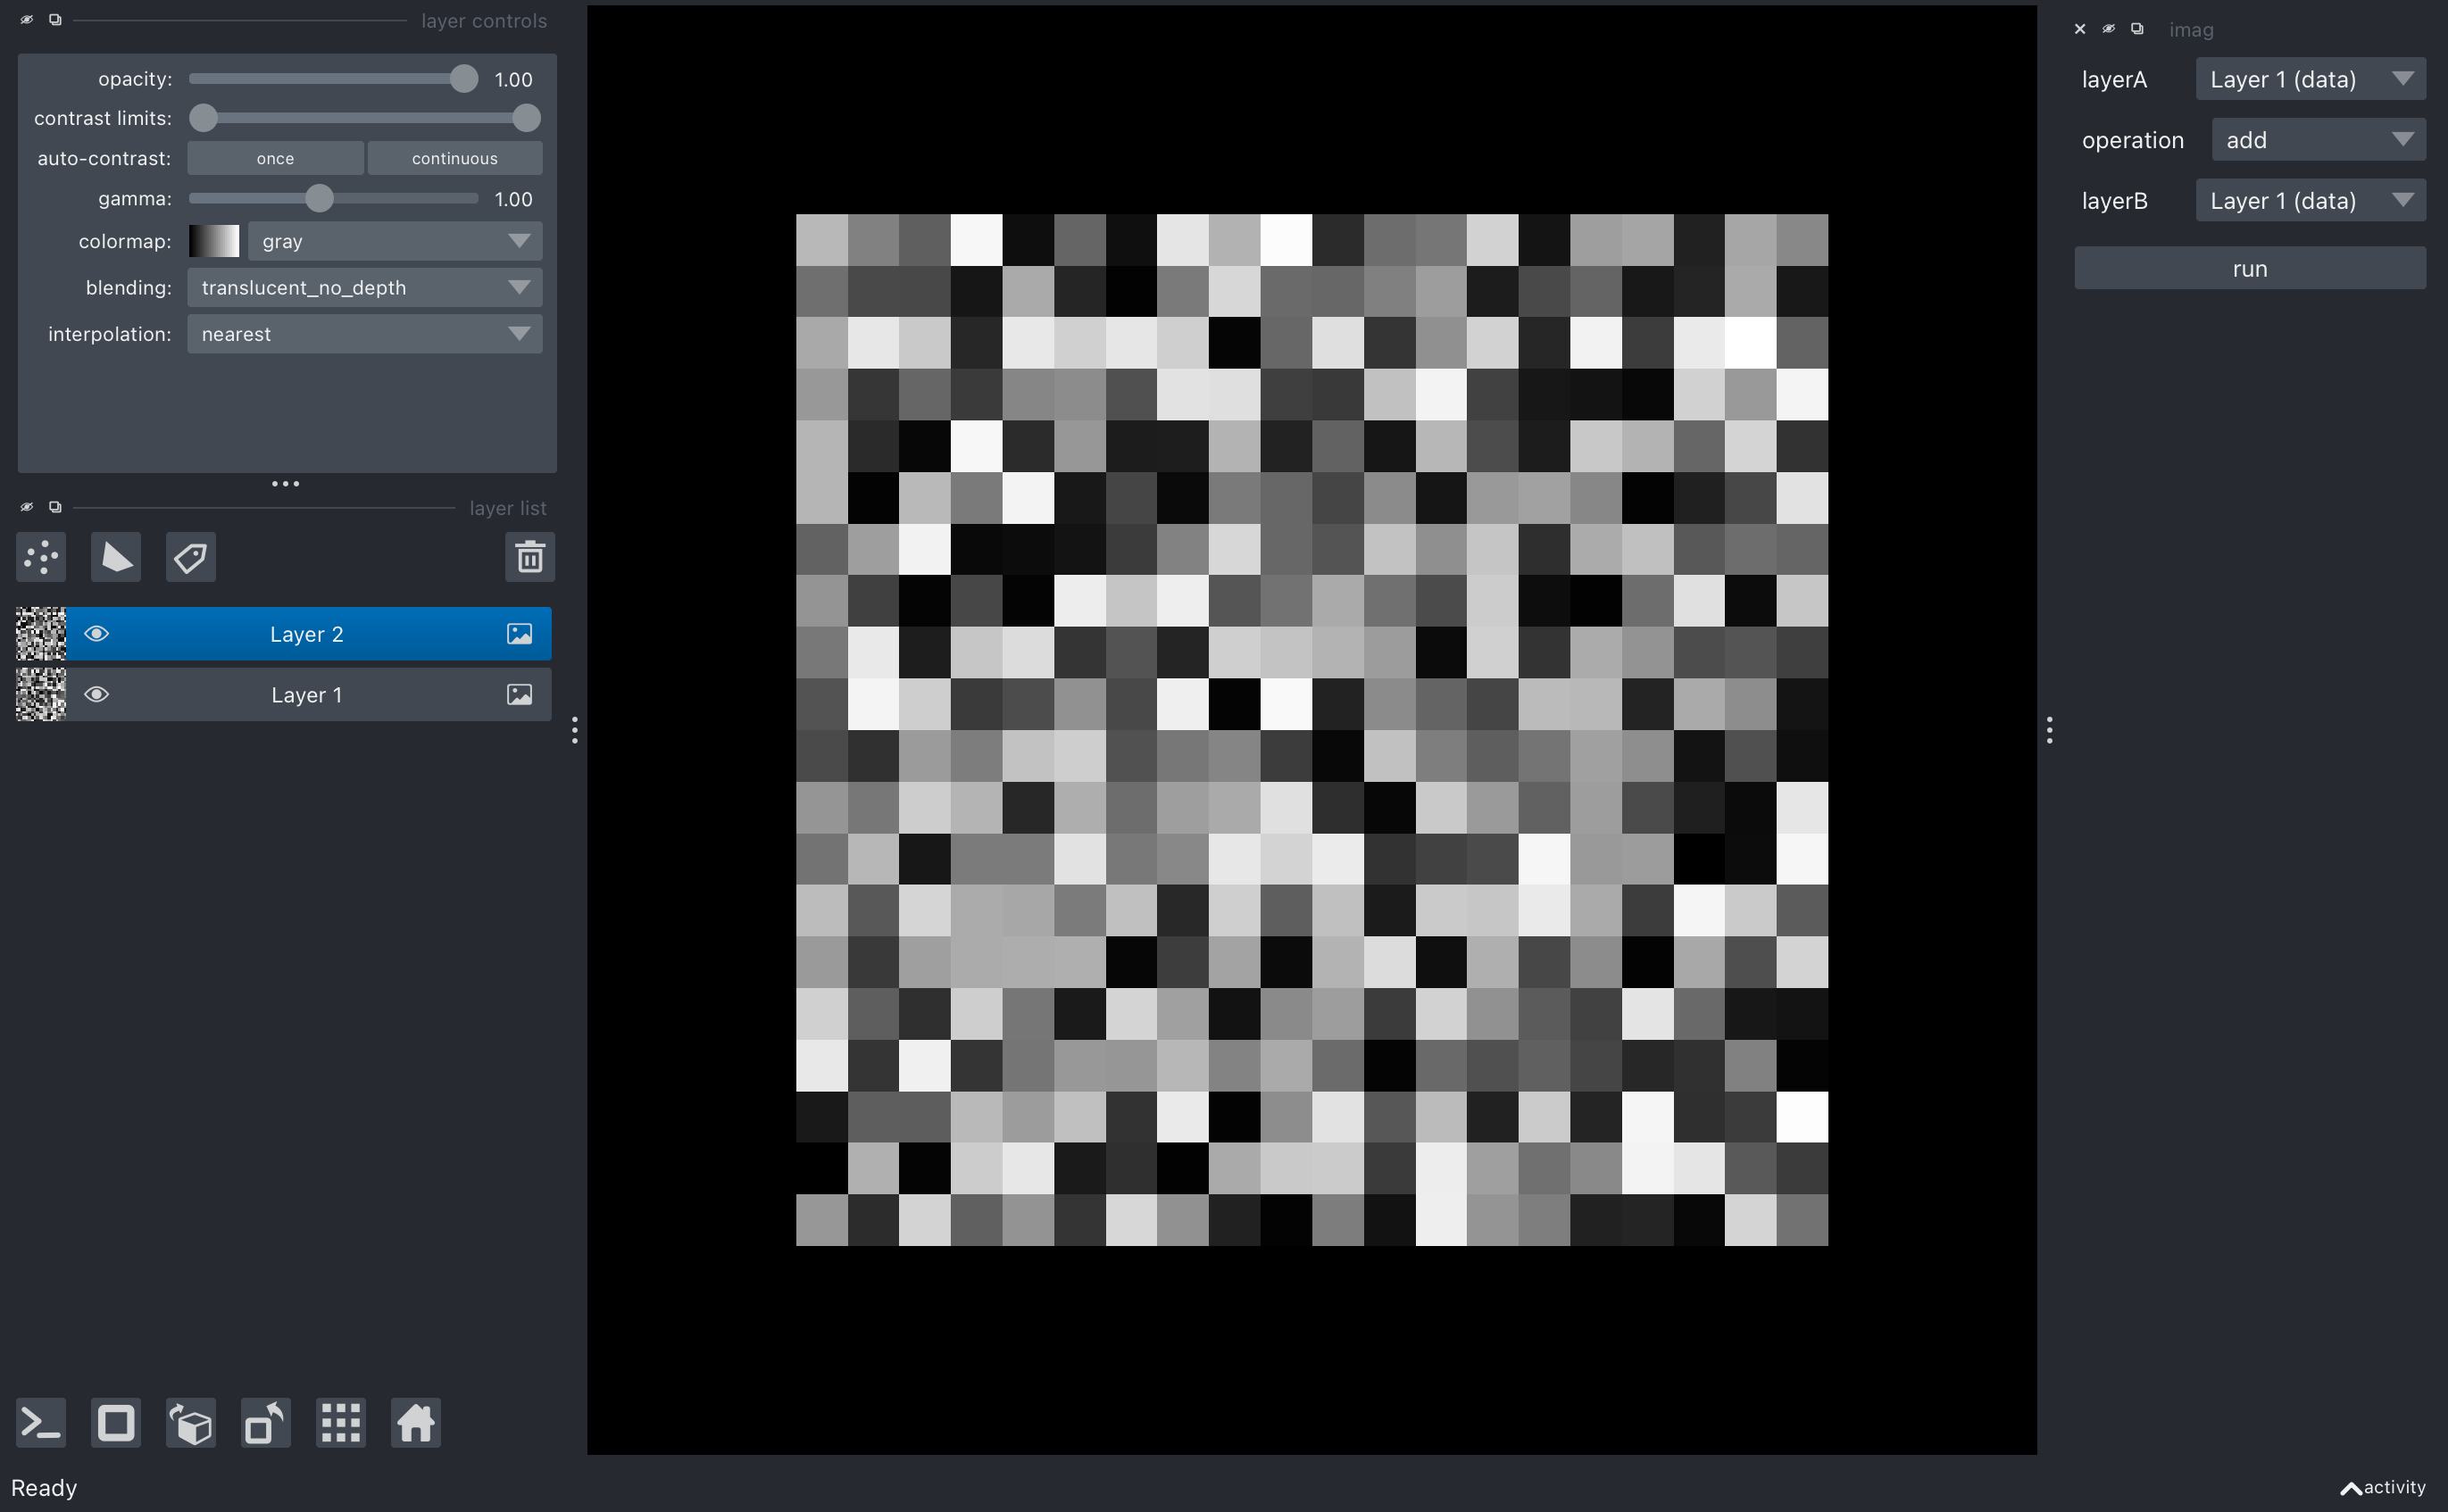 layer controls
opacity: 1.00
contrast limits:
auto-contrast: once continuous
gamma: 1.00
colormap: gray
blending: translucent_no_depth
interpolation: nearest
layer list
Layer 2
Layer 1
Ready
imag
layerA Layer 1 (data)
operation add
layerB Layer 1 (data)
run
activity